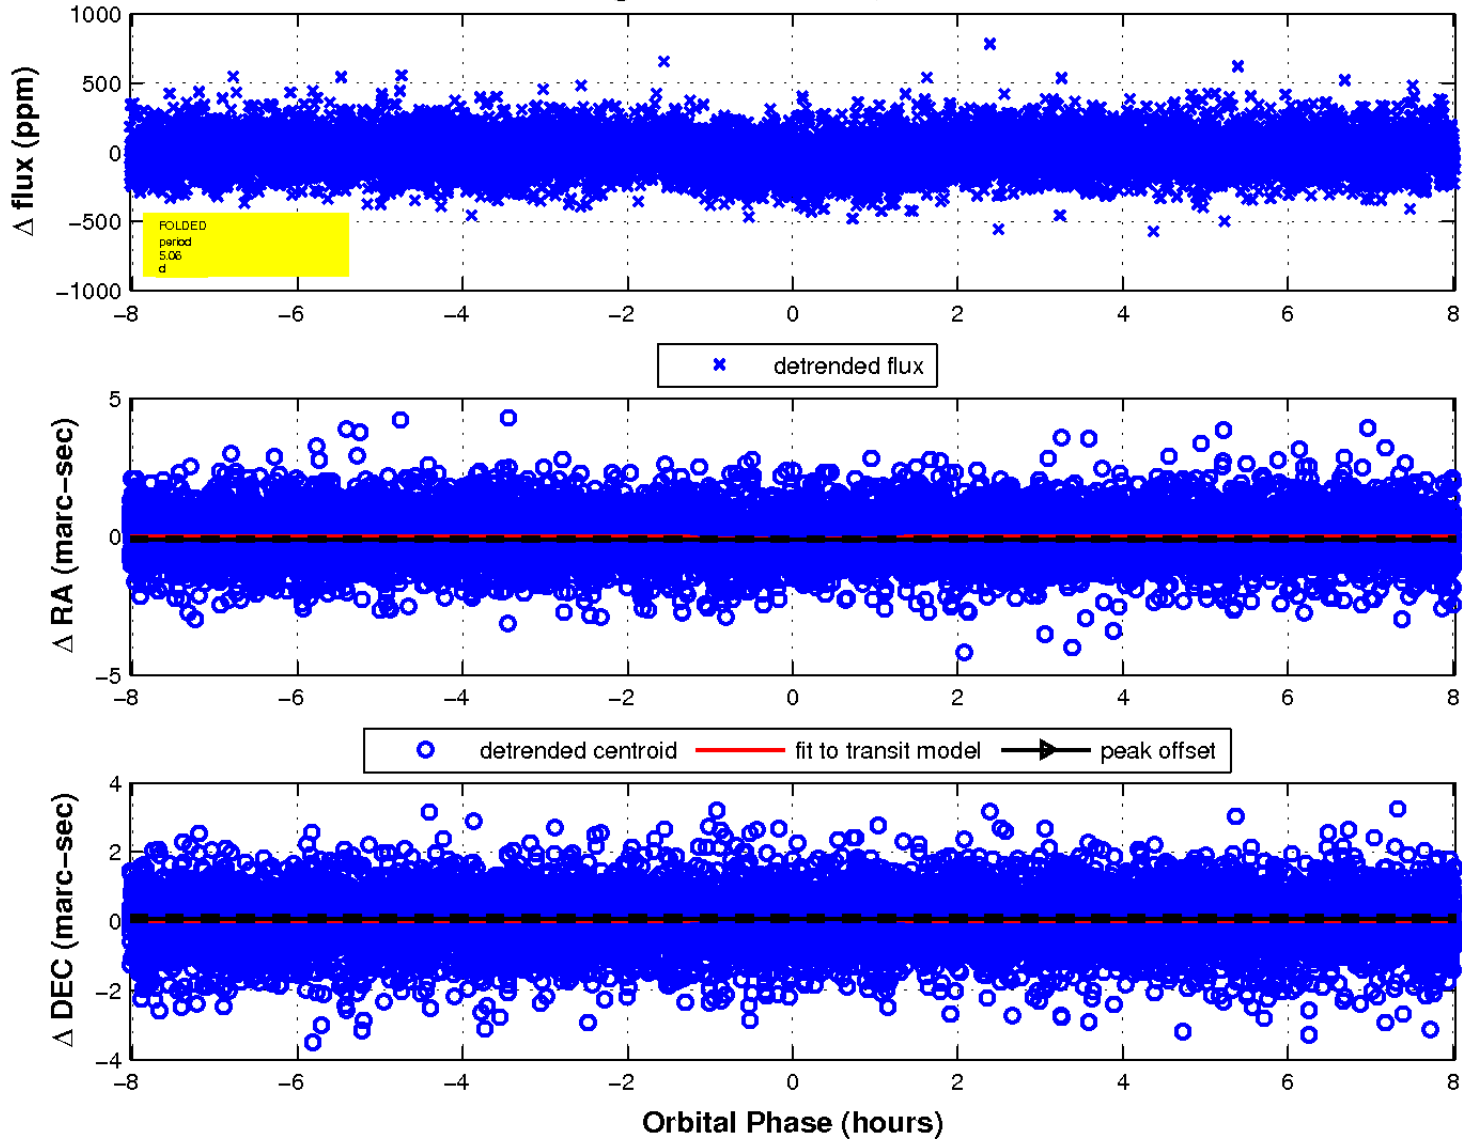 1000
500
0
−500
−1000
Δ flux (ppm)
FOLDED
period
5.06
d
−8 −6 −4 −2 0 2 4 6 8
detrended flux
5
0
−5
Δ RA (marc−sec)
−8 −6 −4 −2 0 2 4 6 8
detrended centroid fit to transit model peak offset
4
2
0
−2
−4
Δ DEC (marc−sec)
−8 −6 −4 −2 0 2 4 6 8
Orbital Phase (hours)